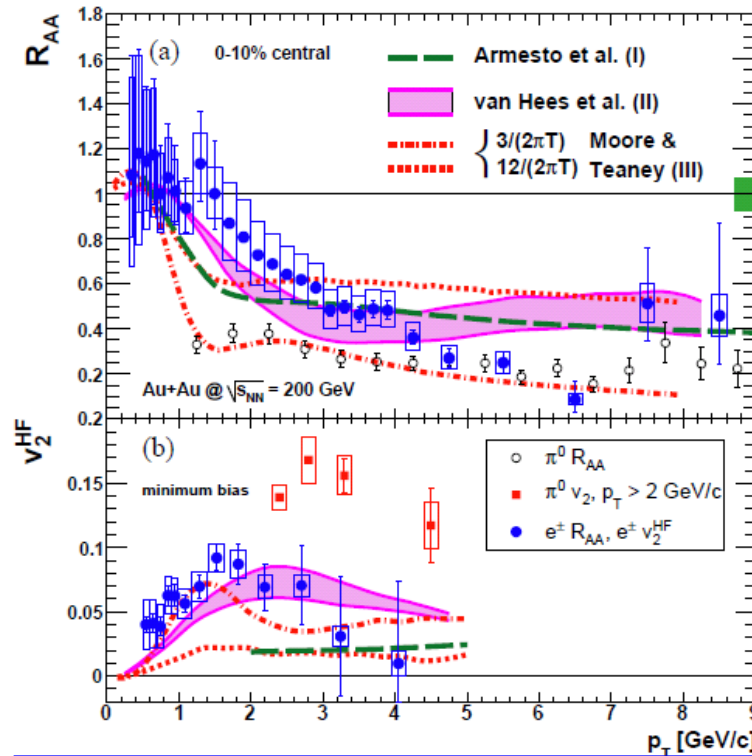 R_AA
(a) 0-10% central
Armesto et al. (I)
van Hees et al. (II)
3/(2πT) Moore &
12/(2πT) Teaney (III)
1.8
1.6
1.4
1.2
1
0.8
0.6
0.4
0.2
Au+Au @ √s_NN = 200 GeV
v_2^HF
(b)
minimum bias
π⁰ R_AA
π⁰ v_2, p_T > 2 GeV/c
e± R_AA, e± v_2^HF
0.2
0.15
0.1
0.05
0
0 1 2 3 4 5 6 7 8 9
p_T [GeV/c]